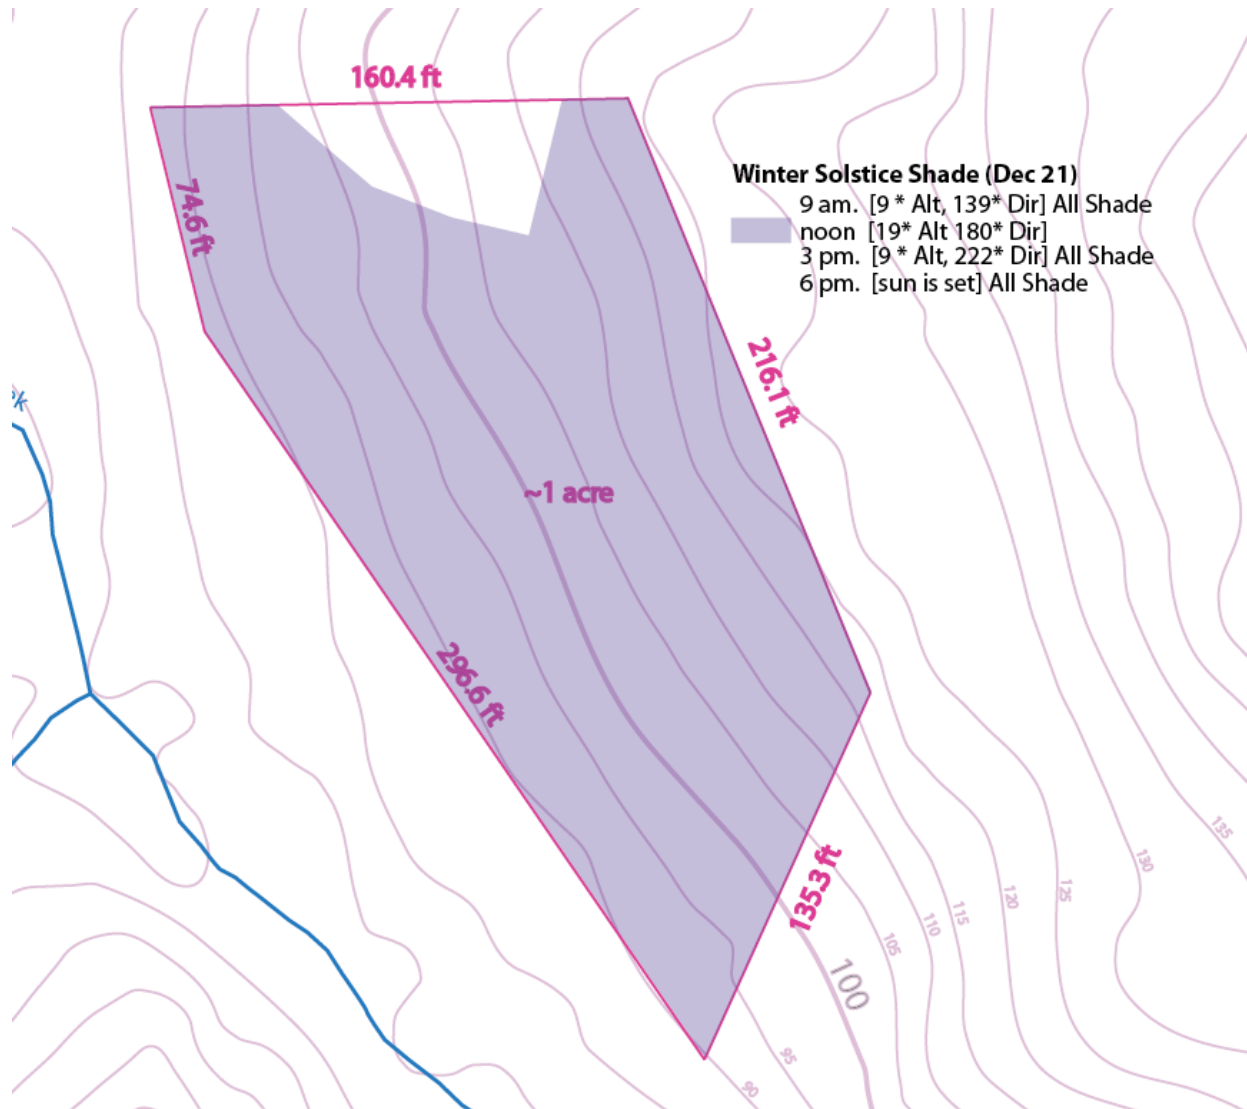 160.4 ft
74.6 ft
Winter Solstice Shade (Dec 21)
9 am. [9 * Alt, 139* Dir] All Shade
noon [19* Alt 180* Dir]
3 pm. [9 * Alt, 222* Dir] All Shade
6 pm. [sun is set] All Shade
216.1 ft
~1 acre
296.6 ft
135.3 ft
135
130
125
120
115
110
105
100
95
90